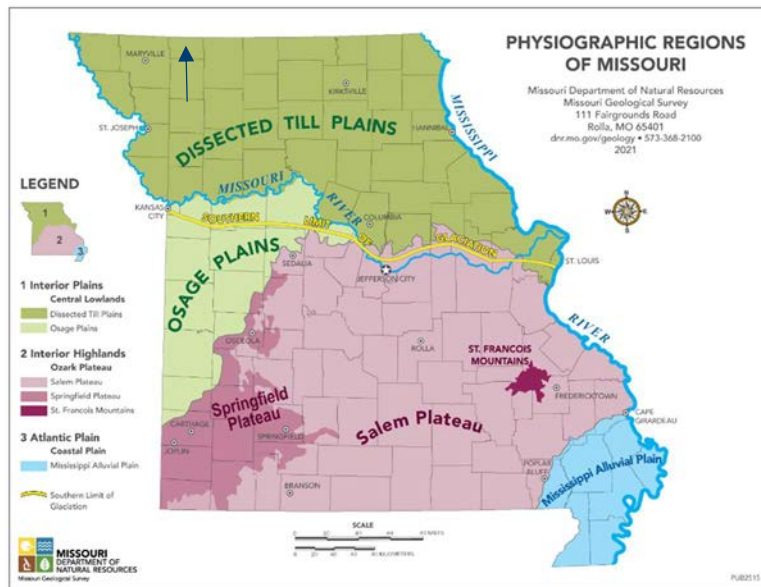 PHYSIOGRAPHIC REGIONS
OF MISSOURI
Missouri Department of Natural Resources
Missouri Geological Survey
111 Fairgrounds Road
Rolla, MO 65401
dnr.mo.gov/geology • 573-368-2100
2021
MARYVILLE
KIRKSVILLE
ST. JOSEPH
HANNIBAL
DISSECTED TILL PLAINS
MISSISSIPPI
RIVER
MISSOURI
RIVER
KANSAS
CITY
SOUTHERN LIMIT OF GLACIATION
COLUMBIA
ST. LOUIS
OSAGE PLAINS
SEDALIA
JEFFERSON CITY
OSCEOLA
ROLLA
ST. FRANCOIS
MOUNTAINS
FREDERICKTOWN
CAPE
GIRARDEAU
Springfield
Plateau
Salem Plateau
CARTHAGE
JOPLIN
SPRINGFIELD
BRANSON
POPLAR
BLUFF
Mississippi Alluvial Plain
N
W
E
S
LEGEND
1
2
3
1 Interior Plains
Central Lowlands
Dissected Till Plains
Osage Plains
2 Interior Highlands
Ozark Plateau
Salem Plateau
Springfield Plateau
St. Francois Mountains
3 Atlantic Plain
Coastal Plain
Mississippi Alluvial Plain
Southern Limit of
Glaciation
SCALE
MISSOURI
DEPARTMENT OF
NATURAL RESOURCES
Missouri Geological Survey